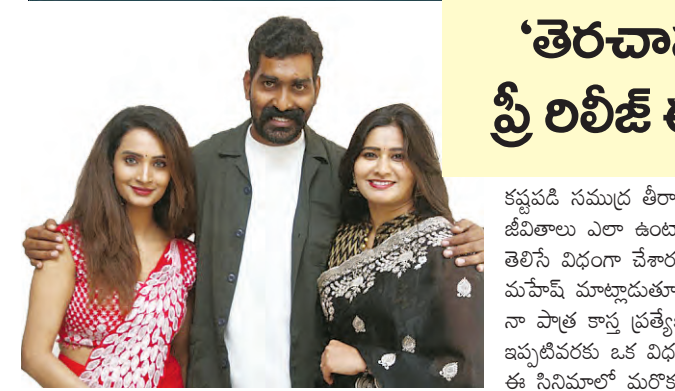 ‘తెరచా
ప్రీ రిలీజ్
కష్టపడి సముద్ర తీరా
జీవితాలు ఎలా ఉంటా
తెలిసే విధంగా చేశార
మహేష్ మాట్లాడుతూ
నా పాత్ర కాస్త ప్రత్యే
ఇప్పటివరకు ఒక విధ
ఈ సినిమాలో మరొక